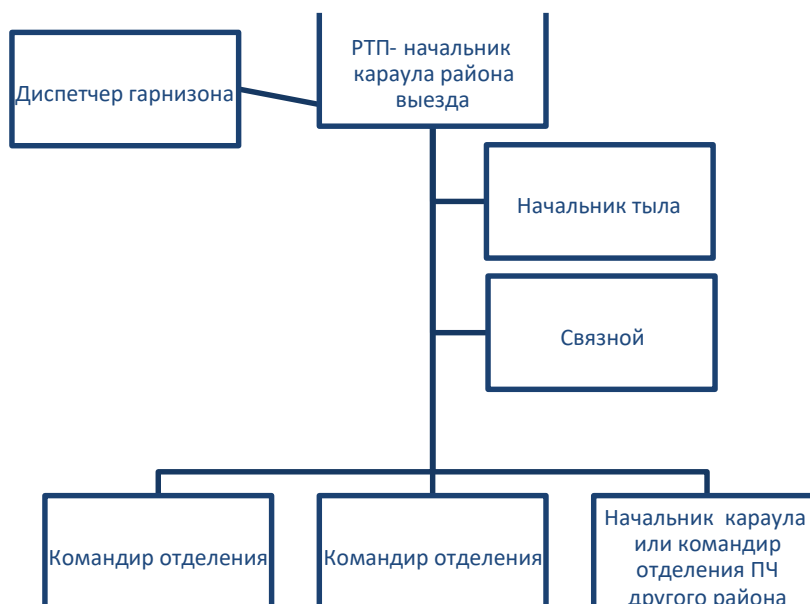 РТП- начальник
караула района
выезда
Диспетчер гарнизона
Начальник тыла
Связной
Командир отделения
Командир отделения
Начальник караула
или командир
отделения ПЧ
другого района